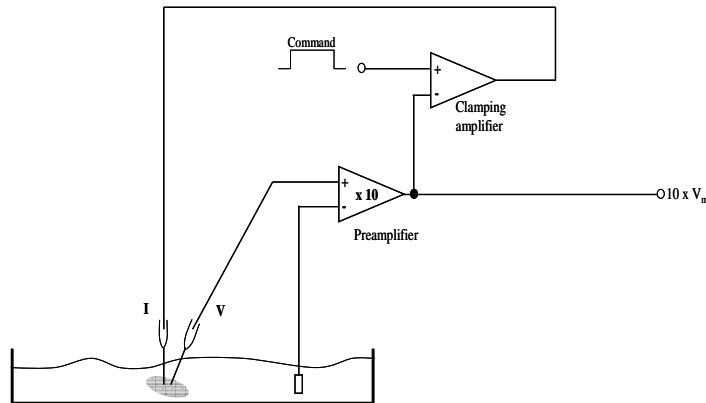 Command
+
-
Clamping
amplifier
+
x 10
-
10 x Vm
Preamplifier
I
V